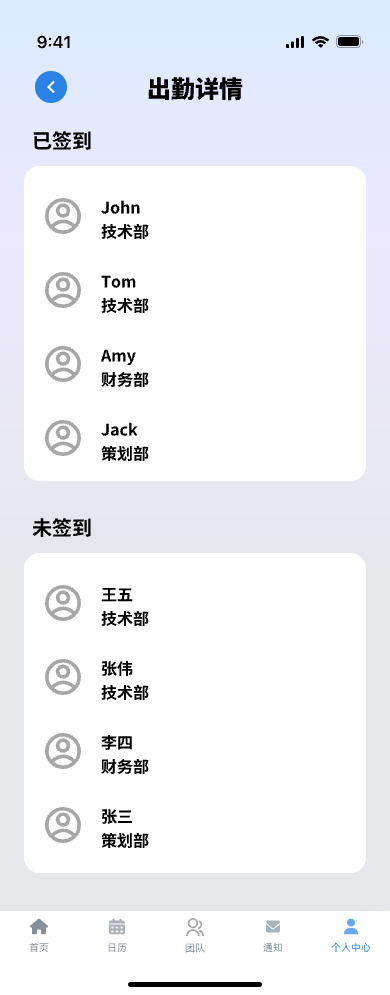 9:41
出勤详情
已签到
John
技术部
Tom
技术部
Amy
财务部
Jack
策划部
未签到
王五
技术部
张伟
技术部
李四
财务部
张三
策划部
首页
日历
团队
通知
个人中心